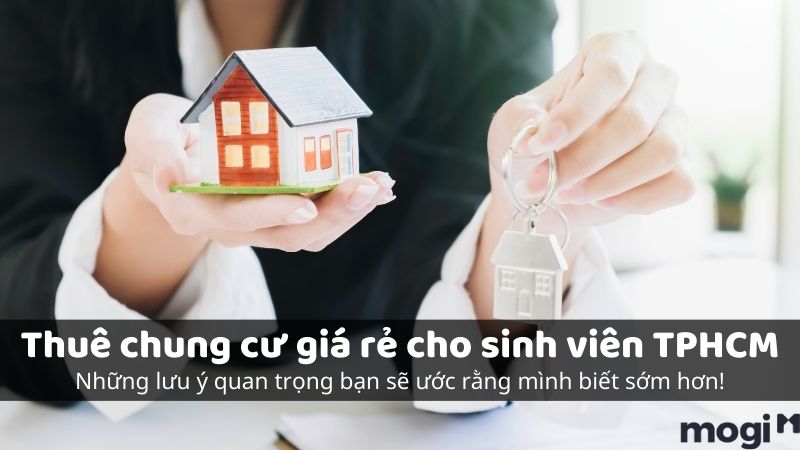 Thuê chung cư giá rẻ cho sinh viên TPHCM
Những lưu ý quan trọng bạn sẽ ước rằng mình biết sớm hơn!
mogi M